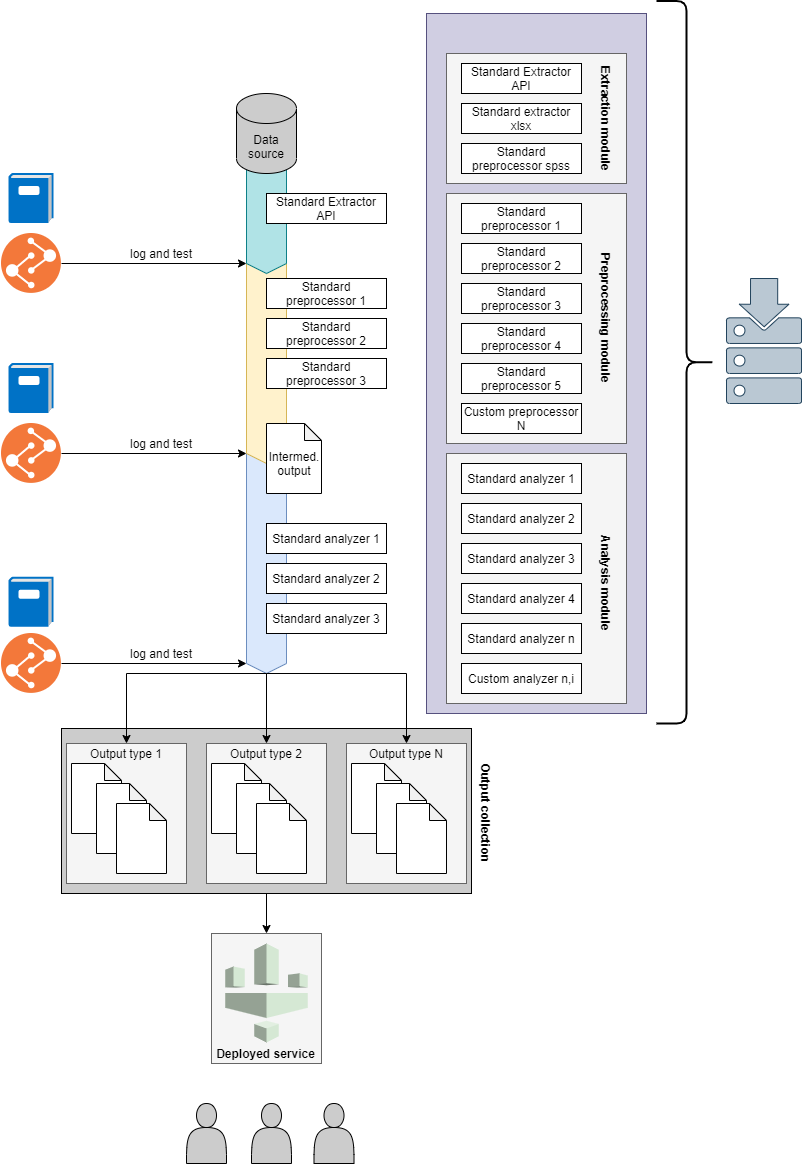 Data
source
Standard Extractor
API
log and test
Standard
preprocessor 1
Standard
preprocessor 2
Standard
preprocessor 3
log and test
Intermed.
output
Standard analyzer 1
Standard analyzer 2
Standard analyzer 3
log and test
Output type 1
Output type 2
Output type N
Output collection
Deployed service
Standard Extractor
API
Standard extractor
xlsx
Standard
preprocessor spss
Extraction module
Standard
preprocessor 1
Standard
preprocessor 2
Standard
preprocessor 3
Standard
preprocessor 4
Standard
preprocessor 5
Custom preprocessor
N
Preprocessing module
Standard analyzer 1
Standard analyzer 2
Standard analyzer 3
Standard analyzer 4
Standard analyzer n
Custom analyzer n,i
Analysis module